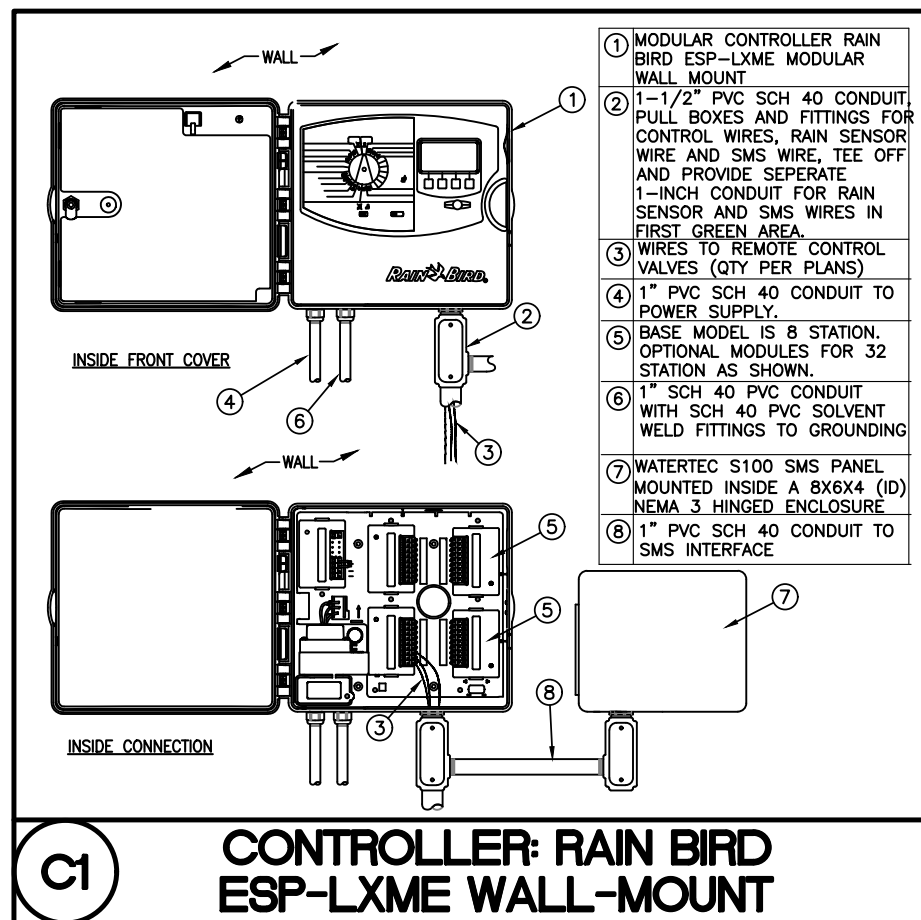 WALL
1
2
INSIDE FRONT COVER
4
6
3
RAIN BIRD
WALL
5
5
7
8
3
INSIDE CONNECTION
1 MODULAR CONTROLLER RAIN
BIRD ESP-LXME MODULAR
WALL MOUNT
2 1-1/2" PVC SCH 40 CONDUIT,
PULL BOXES AND FITTINGS FOR
CONTROL WIRES, RAIN SENSOR
WIRE AND SMS WIRE, TEE OFF
AND PROVIDE SEPERATE
1-INCH CONDUIT FOR RAIN
SENSOR AND SMS WIRES IN
FIRST GREEN AREA.
3 WIRES TO REMOTE CONTROL
VALVES (QTY PER PLANS)
4 1" PVC SCH 40 CONDUIT TO
POWER SUPPLY.
5 BASE MODEL IS 8 STATION.
OPTIONAL MODULES FOR 32
STATION AS SHOWN.
6 1" SCH 40 PVC CONDUIT
WITH SCH 40 PVC SOLVENT
WELD FITTINGS TO GROUNDING
7 WATERTEC S100 SMS PANEL
MOUNTED INSIDE A 8X6X4 (ID)
NEMA 3 HINGED ENCLOSURE
8 1" PVC SCH 40 CONDUIT TO
SMS INTERFACE
C1
CONTROLLER: RAIN BIRD
ESP-LXME WALL-MOUNT